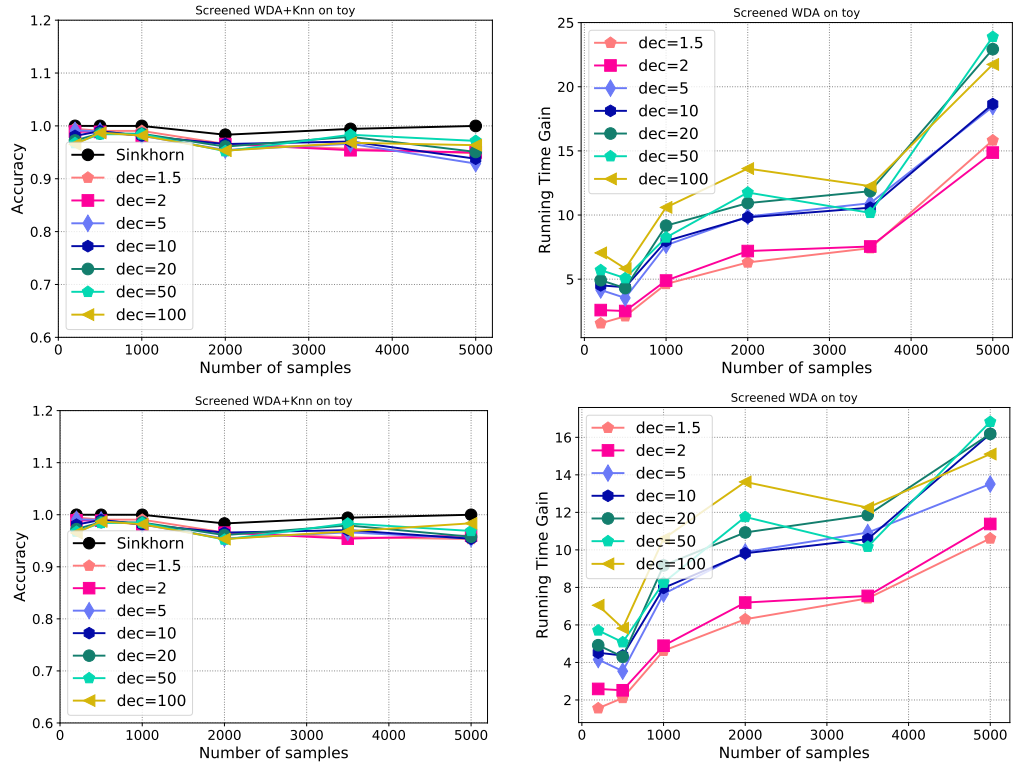 Screened WDA+Knn on toy
1.2
1.1
1.0
0.9
0.8
0.7
0.6
Accuracy
Sinkhorn
dec=1.5
dec=2
dec=5
dec=10
dec=20
dec=50
dec=100
0 1000 2000 3000 4000 5000
Number of samples
Screened WDA on toy
25
20
15
10
5
Running Time Gain
dec=1.5
dec=2
dec=5
dec=10
dec=20
dec=50
dec=100
0 1000 2000 3000 4000 5000
Number of samples
Screened WDA+Knn on toy
1.2
1.1
1.0
0.9
0.8
0.7
0.6
Accuracy
Sinkhorn
dec=1.5
dec=2
dec=5
dec=10
dec=20
dec=50
dec=100
0 1000 2000 3000 4000 5000
Number of samples
Screened WDA on toy
16
14
12
10
8
6
4
2
Running Time Gain
dec=1.5
dec=2
dec=5
dec=10
dec=20
dec=50
dec=100
0 1000 2000 3000 4000 5000
Number of samples